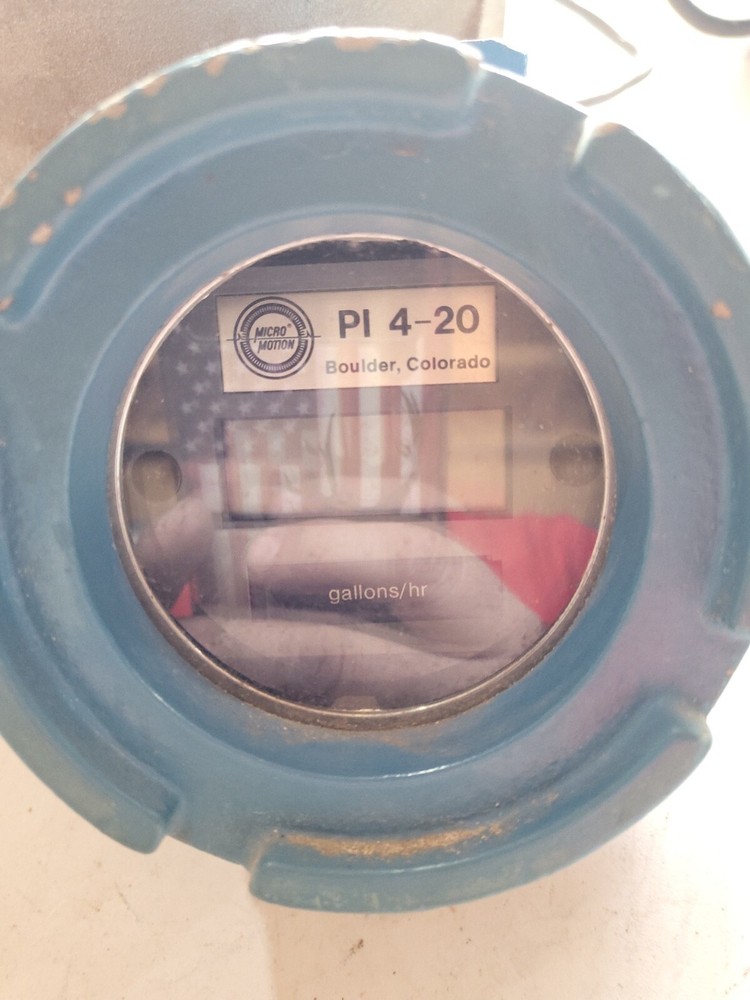 MICRO®
MOTION
PI 4-20
Boulder, Colorado
gallons/hr